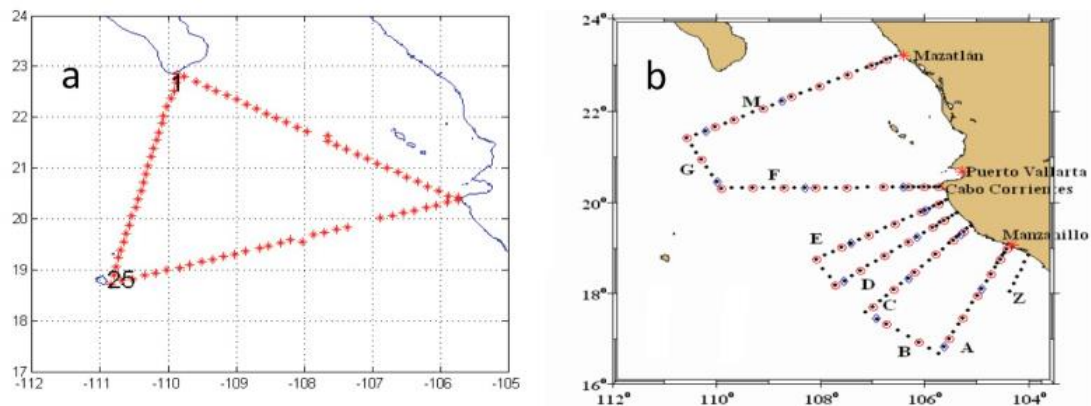 24
23
22
21
20
19
18
17
-112
-111
-110
-109
-108
-107
-106
-105
a
1
25
24°
22°
20°
18°
16°
112°
110°
108°
106°
104°
b
Mazatlán
M
G
F
Puerto Vallarta
Cabo Corrientes
E
D
C
B
A
Z
Manzanillo